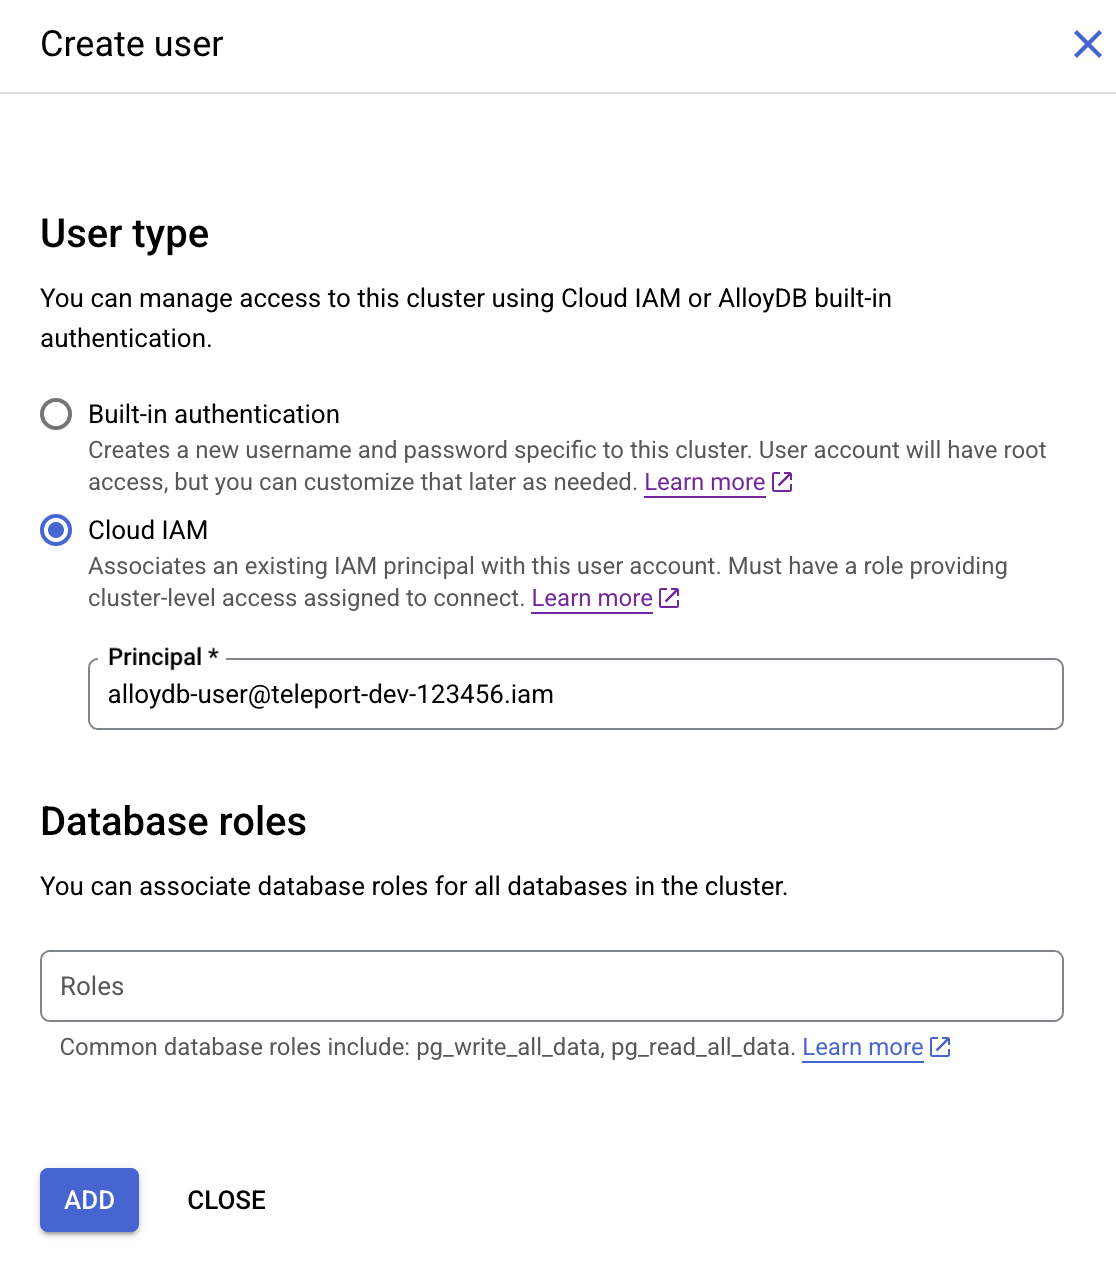 Create user
User type
You can manage access to this cluster using Cloud IAM or AlloyDB built-in
authentication.
Built-in authentication
Creates a new username and password specific to this cluster. User account will have root
access, but you can customize that later as needed. Learn more
Cloud IAM
Associates an existing IAM principal with this user account. Must have a role providing
cluster-level access assigned to connect. Learn more
Principal *
alloydb-user@teleport-dev-123456.iam
Database roles
You can associate database roles for all databases in the cluster.
Roles
Common database roles include: pg_write_all_data, pg_read_all_data. Learn more
ADD CLOSE